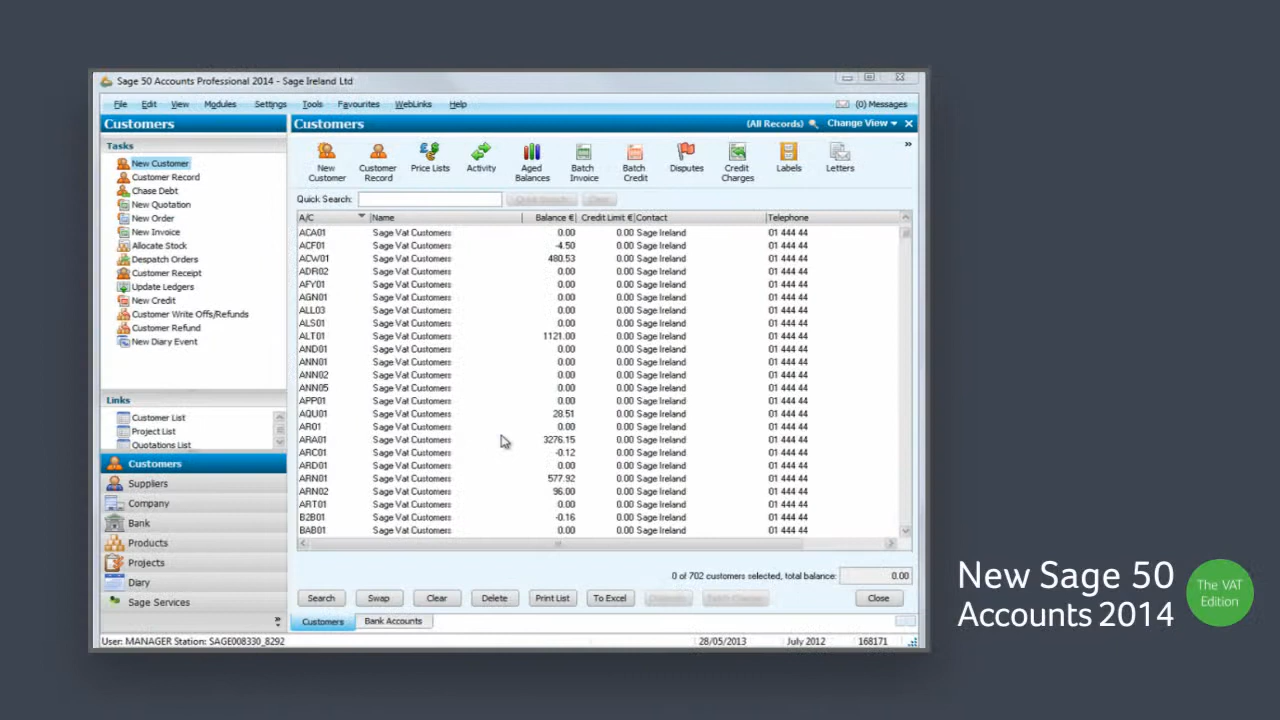 Sage 50 Accounts Professional 2014 - Sage Ireland Ltd
File Edit View Modules Settings Tools Favourites WebLinks Help (0) Messages
Customers
Tasks
New Customer
Customer Record
Chase Debt
New Quotation
New Order
New Invoice
Allocate Stock
Despatch Orders
Customer Receipt
Update Ledgers
New Credit
Customer Write Offs/Refunds
Customer Refund
New Diary Event
Links
Customer List
Project List
Quotations List
Customers
Suppliers
Company
Bank
Products
Projects
Diary
Sage Services
Customers (All Records) Change View
New Customer
Customer Record
Price Lists
Activity
Aged Balances
Batch Invoice
Batch Credit
Disputes
Credit Charges
Labels
Letters
Quick Search:
A/C Name Balance € Credit Limit € Contact Telephone
ACA01 Sage Vat Customers 0.00 0.00 Sage Ireland 01 444 44
ACF01 Sage Vat Customers -4.50 0.00 Sage Ireland 01 444 44
ACW01 Sage Vat Customers 480.53 0.00 Sage Ireland 01 444 44
ADR02 Sage Vat Customers 0.00 0.00 Sage Ireland 01 444 44
AFY01 Sage Vat Customers 0.00 0.00 Sage Ireland 01 444 44
AGN01 Sage Vat Customers 0.00 0.00 Sage Ireland 01 444 44
ALL03 Sage Vat Customers 0.00 0.00 Sage Ireland 01 444 44
ALS01 Sage Vat Customers 0.00 0.00 Sage Ireland 01 444 44
ALT01 Sage Vat Customers 1121.00 0.00 Sage Ireland 01 444 44
AND01 Sage Vat Customers 0.00 0.00 Sage Ireland 01 444 44
ANN01 Sage Vat Customers 0.00 0.00 Sage Ireland 01 444 44
ANN02 Sage Vat Customers 0.00 0.00 Sage Ireland 01 444 44
ANN05 Sage Vat Customers 0.00 0.00 Sage Ireland 01 444 44
APP01 Sage Vat Customers 0.00 0.00 Sage Ireland 01 444 44
AQU01 Sage Vat Customers 28.51 0.00 Sage Ireland 01 444 44
AR01 Sage Vat Customers 0.00 0.00 Sage Ireland 01 444 44
ARA01 Sage Vat Customers 3276.15 0.00 Sage Ireland 01 444 44
ARC01 Sage Vat Customers -0.12 0.00 Sage Ireland 01 444 44
ARD01 Sage Vat Customers 0.00 0.00 Sage Ireland 01 444 44
ARN01 Sage Vat Customers 577.92 0.00 Sage Ireland 01 444 44
ARN02 Sage Vat Customers 96.00 0.00 Sage Ireland 01 444 44
ART01 Sage Vat Customers 0.00 0.00 Sage Ireland 01 444 44
B2B01 Sage Vat Customers -0.16 0.00 Sage Ireland 01 444 44
BAB01 Sage Vat Customers 0.00 0.00 Sage Ireland 01 444 44
0 of 702 customers selected, total balance: 0.00
Search Swap Clear Delete Print List To Excel Close
Customers Bank Accounts
User: MANAGER Station: SAGE008330_8292 28/05/2013 July 2012 168171
New Sage 50
Accounts 2014
The VAT
Edition